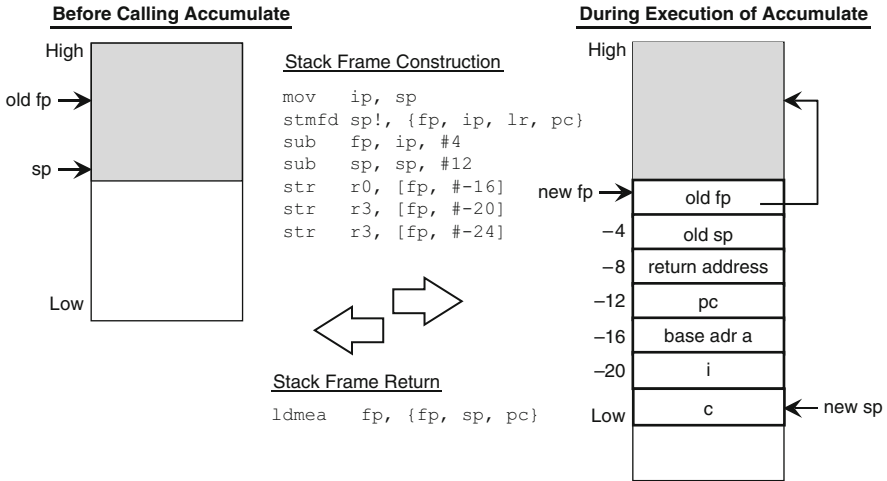 Before Calling Accumulate
High
old fp
sp
Low
Stack Frame Construction
mov ip, sp
stmfd sp!, {fp, ip, lr, pc}
sub fp, ip, #4
sub sp, sp, #12
str r0, [fp, #-16]
str r3, [fp, #-20]
str r3, [fp, #-24]
Stack Frame Return
ldmea fp, {fp, sp, pc}
During Execution of Accumulate
High
new fp
old fp
–4 old sp
–8 return address
–12 pc
–16 base adr a
–20 i
Low c new sp